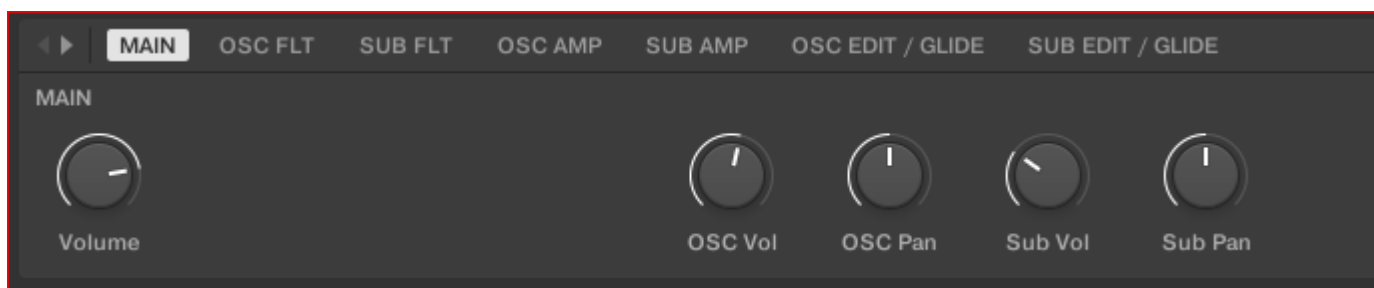 MAIN OSC FLT SUB FLT OSC AMP SUB AMP OSC EDIT / GLIDE SUB EDIT / GLIDE
MAIN
Volume OSC Vol OSC Pan Sub Vol Sub Pan